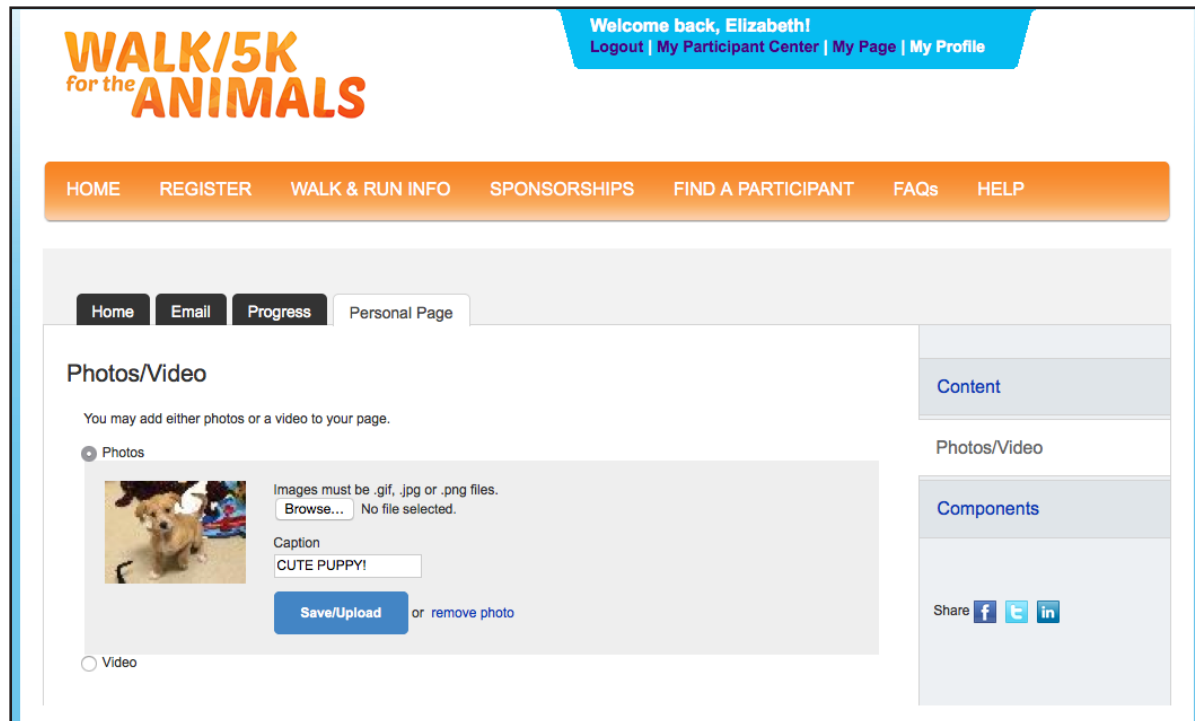 WALK/5K
for the
ANIMALS
Welcome back, Elizabeth!
Logout | My Participant Center | My Page | My Profile
HOME REGISTER WALK & RUN INFO SPONSORSHIPS FIND A PARTICIPANT FAQs HELP
Home Email Progress Personal Page
Photos/Video
You may add either photos or a video to your page.
Photos
Images must be .gif, .jpg or .png files.
Browse... No file selected.
Caption
CUTE PUPPY!
Save/Upload or remove photo
Video
Content
Photos/Video
Components
Share f t in